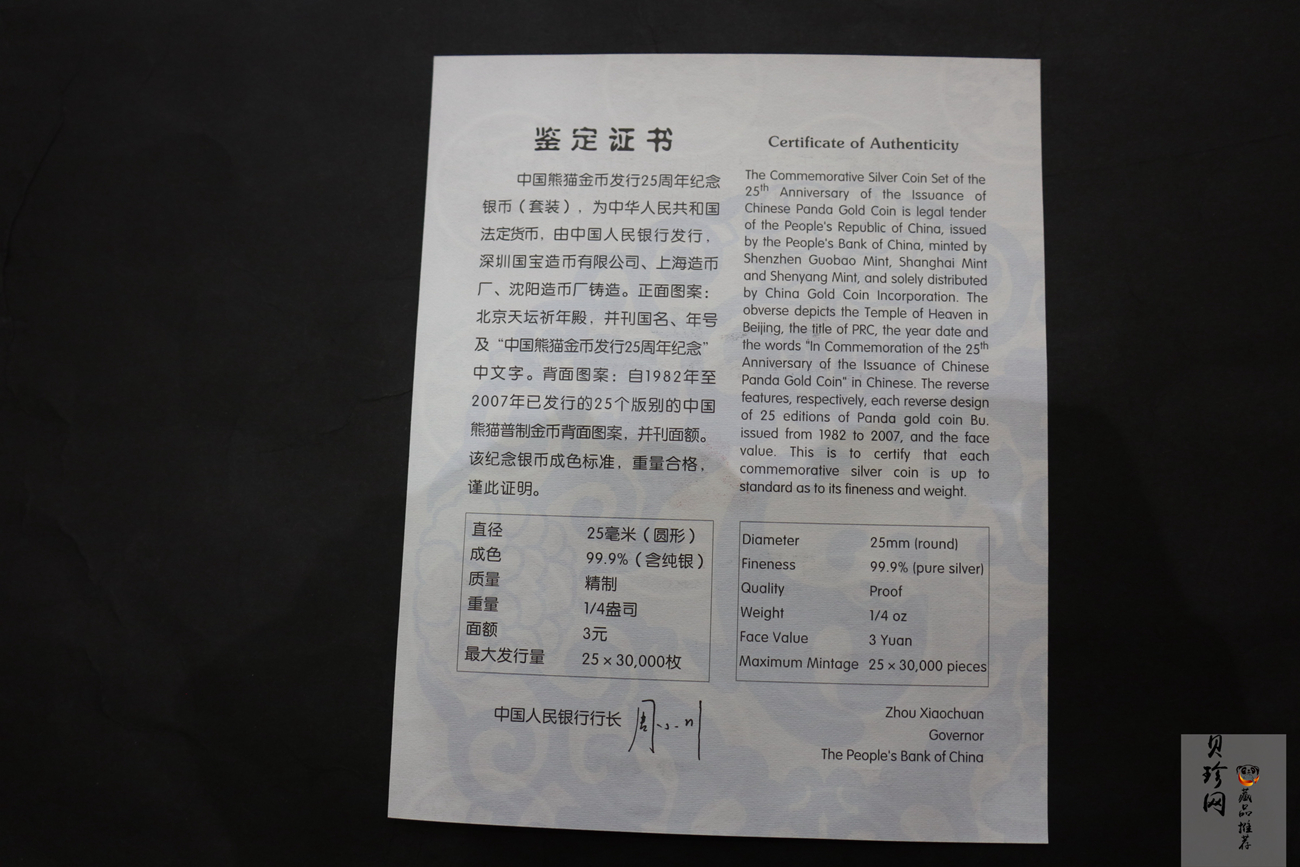 鉴定证书
中国熊猫金币发行25周年纪念
银币（套装），为中华人民共和国
法定货币，由中国人民银行发行，
深圳国宝造币有限公司、上海造币
厂、沈阳造币厂铸造。正面图案：
北京天坛祈年殿，并刊国名、年号
及“中国熊猫金币发行25周年纪念”
中文字。背面图案：自1982年至
2007年已发行的25个版别的中国
熊猫普制金币背面图案，并刊面额。
该纪念银币成色标准，重量合格，
谨此证明。
直径 25毫米（圆形）
成色 99.9%（含纯银）
质量 精制
重量 1/4盎司
面额 3元
最大发行量 25 × 30,000枚
中国人民银行行长
Certificate of Authenticity
The Commemorative Silver Coin Set of the
25th Anniversary of the Issuance of
Chinese Panda Gold Coin is legal tender
of the People's Republic of China, issued
by the People's Bank of China, minted by
Shenzhen Guobao Mint, Shanghai Mint
and Shenyang Mint, and solely distributed
by China Gold Coin Incorporation. The
obverse depicts the Temple of Heaven in
Beijing, the title of PRC, the year date and
the words "In Commemoration of the 25th
Anniversary of the Issuance of Chinese
Panda Gold Coin" in Chinese. The reverse
features, respectively, each reverse design
of 25 editions of Panda gold coin Bu.
issued from 1982 to 2007, and the face
value. This is to certify that each
commemorative silver coin is up to
standard as to its fineness and weight.
Diameter 25mm (round)
Fineness 99.9% (pure silver)
Quality Proof
Weight 1/4 oz
Face Value 3 Yuan
Maximum Mintage 25 × 30,000 pieces
Zhou Xiaochuan
Governor
The People's Bank of China
贝珍网
藏品推荐